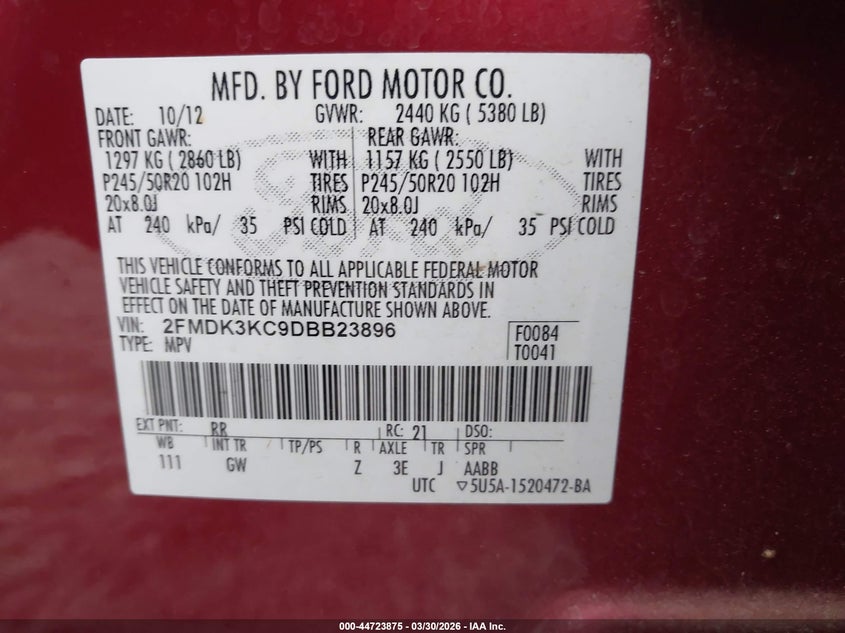 MFD. BY FORD MOTOR CO.
DATE: 10/12 GVWR: 2440 KG ( 5380 LB)
FRONT GAWR: REAR GAWR:
1297 KG ( 2860 LB) WITH 1157 KG ( 2550 LB) WITH
P245/50R20 102H TIRES P245/50R20 102H TIRES
20x8.0J RIMS 20x8.0J RIMS
AT 240 kPa/ 35 PSI COLD AT 240 kPa/ 35 PSI COLD
THIS VEHICLE CONFORMS TO ALL APPLICABLE FEDERAL MOTOR
VEHICLE SAFETY AND THEFT PREVENTION STANDARDS IN
EFFECT ON THE DATE OF MANUFACTURE SHOWN ABOVE.
VIN: 2FMDK3KC9DBB23896
TYPE: MPV
F0084
T0041
EXT PNT: RR RC: 21 DSO:
WB INT TR TP/PS R AXLE TR SPR
111 GW Z 3E J AABB
UTC ▽5U5A-1520472-BA
000-44723875 - 03/30/2026 - IAA Inc.